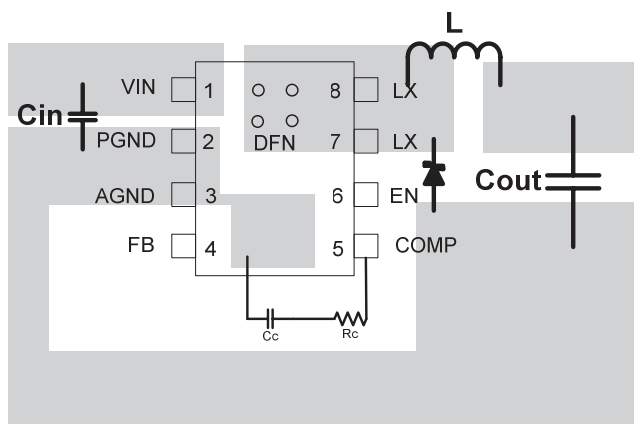 L
VIN 1 8 LX
Cin
PGND 2 DFN 7 LX
AGND 3 6 EN Cout
FB 4 5 COMP
Cc Rc